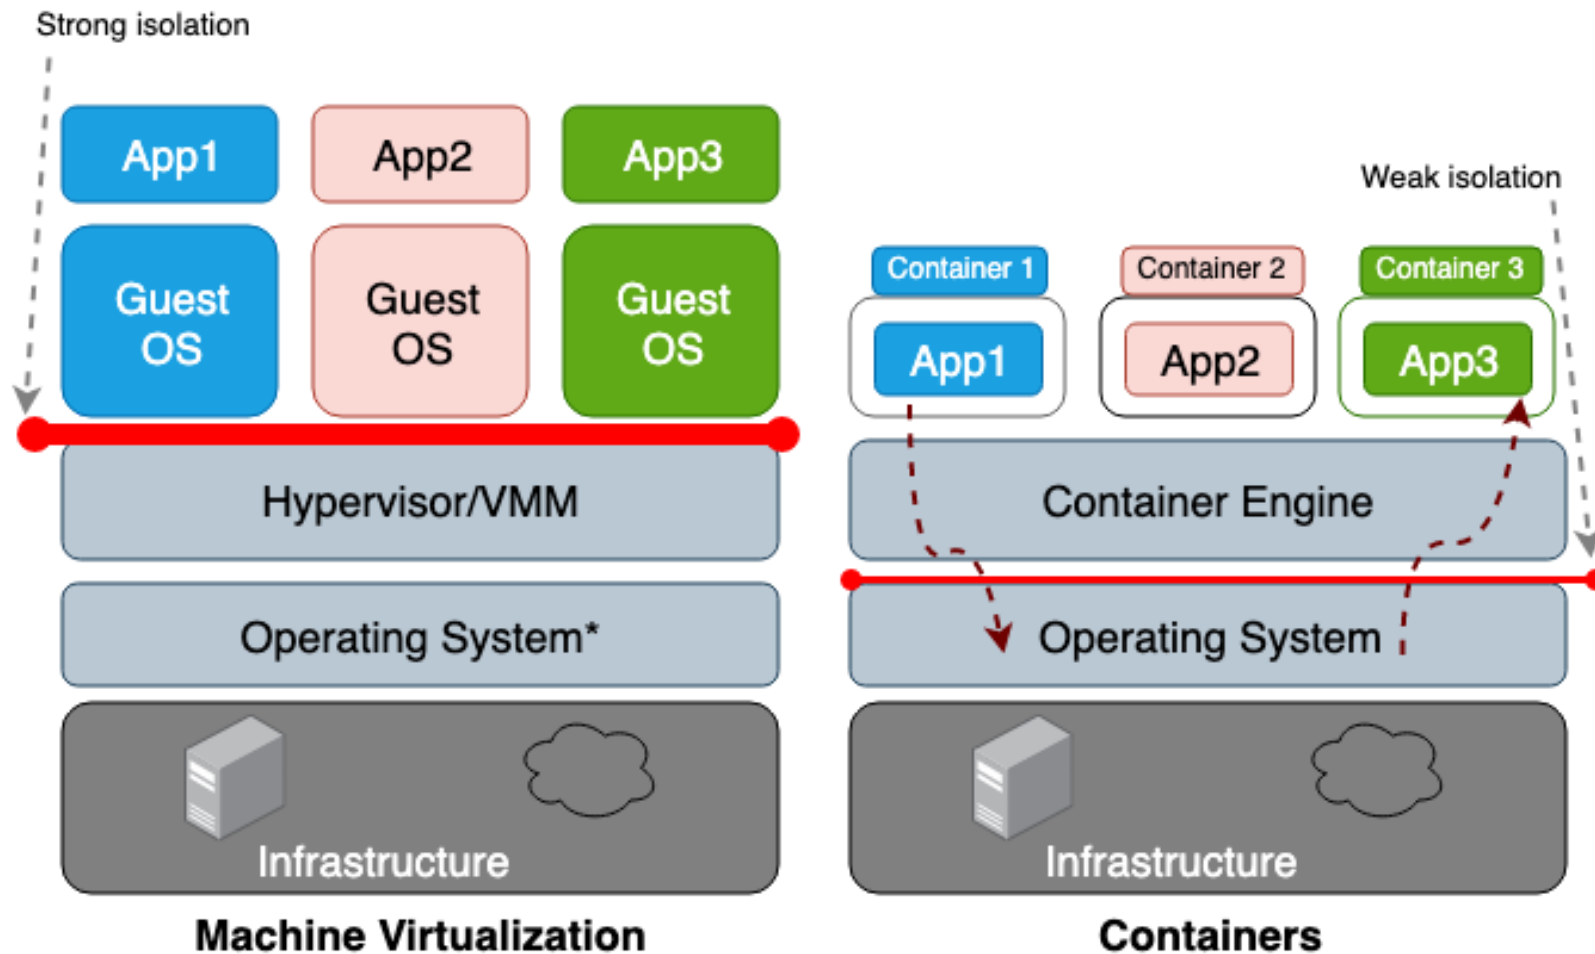 Strong isolation
App1
App2
App3
Guest
OS
Guest
OS
Guest
OS
Hypervisor/VMM
Operating System*
Infrastructure
Machine Virtualization
Weak isolation
Container 1
Container 2
Container 3
App1
App2
App3
Container Engine
Operating System
Infrastructure
Containers